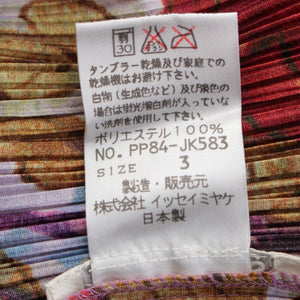 30
タンブラー乾燥及び家庭での
乾燥機はお避け下さい。
白物(生成色など)及び淡色の
場合は蛍光増白剤が入っていな
い洗剤を使用して下さい。
ポリエステル100%
NO. PP84-JK583
SIZE 3
製造・販売元
株式会社 イッセイミヤケ
日本製